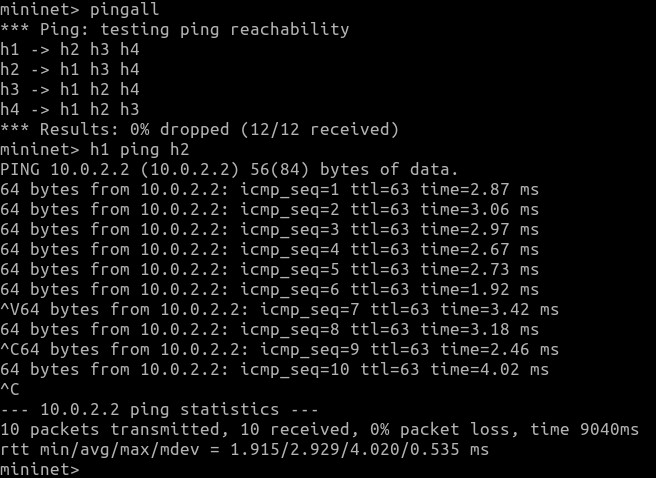 mininet> pingall
*** Ping: testing ping reachability
h1 -> h2 h3 h4
h2 -> h1 h3 h4
h3 -> h1 h2 h4
h4 -> h1 h2 h3
*** Results: 0% dropped (12/12 received)
mininet> h1 ping h2
PING 10.0.2.2 (10.0.2.2) 56(84) bytes of data.
64 bytes from 10.0.2.2: icmp_seq=1 ttl=63 time=2.87 ms
64 bytes from 10.0.2.2: icmp_seq=2 ttl=63 time=3.06 ms
64 bytes from 10.0.2.2: icmp_seq=3 ttl=63 time=2.97 ms
64 bytes from 10.0.2.2: icmp_seq=4 ttl=63 time=2.67 ms
64 bytes from 10.0.2.2: icmp_seq=5 ttl=63 time=2.73 ms
64 bytes from 10.0.2.2: icmp_seq=6 ttl=63 time=1.92 ms
^V64 bytes from 10.0.2.2: icmp_seq=7 ttl=63 time=3.42 ms
64 bytes from 10.0.2.2: icmp_seq=8 ttl=63 time=3.18 ms
^C64 bytes from 10.0.2.2: icmp_seq=9 ttl=63 time=2.46 ms
64 bytes from 10.0.2.2: icmp_seq=10 ttl=63 time=4.02 ms
^C
--- 10.0.2.2 ping statistics ---
10 packets transmitted, 10 received, 0% packet loss, time 9040ms
rtt min/avg/max/mdev = 1.915/2.929/4.020/0.535 ms
mininet>